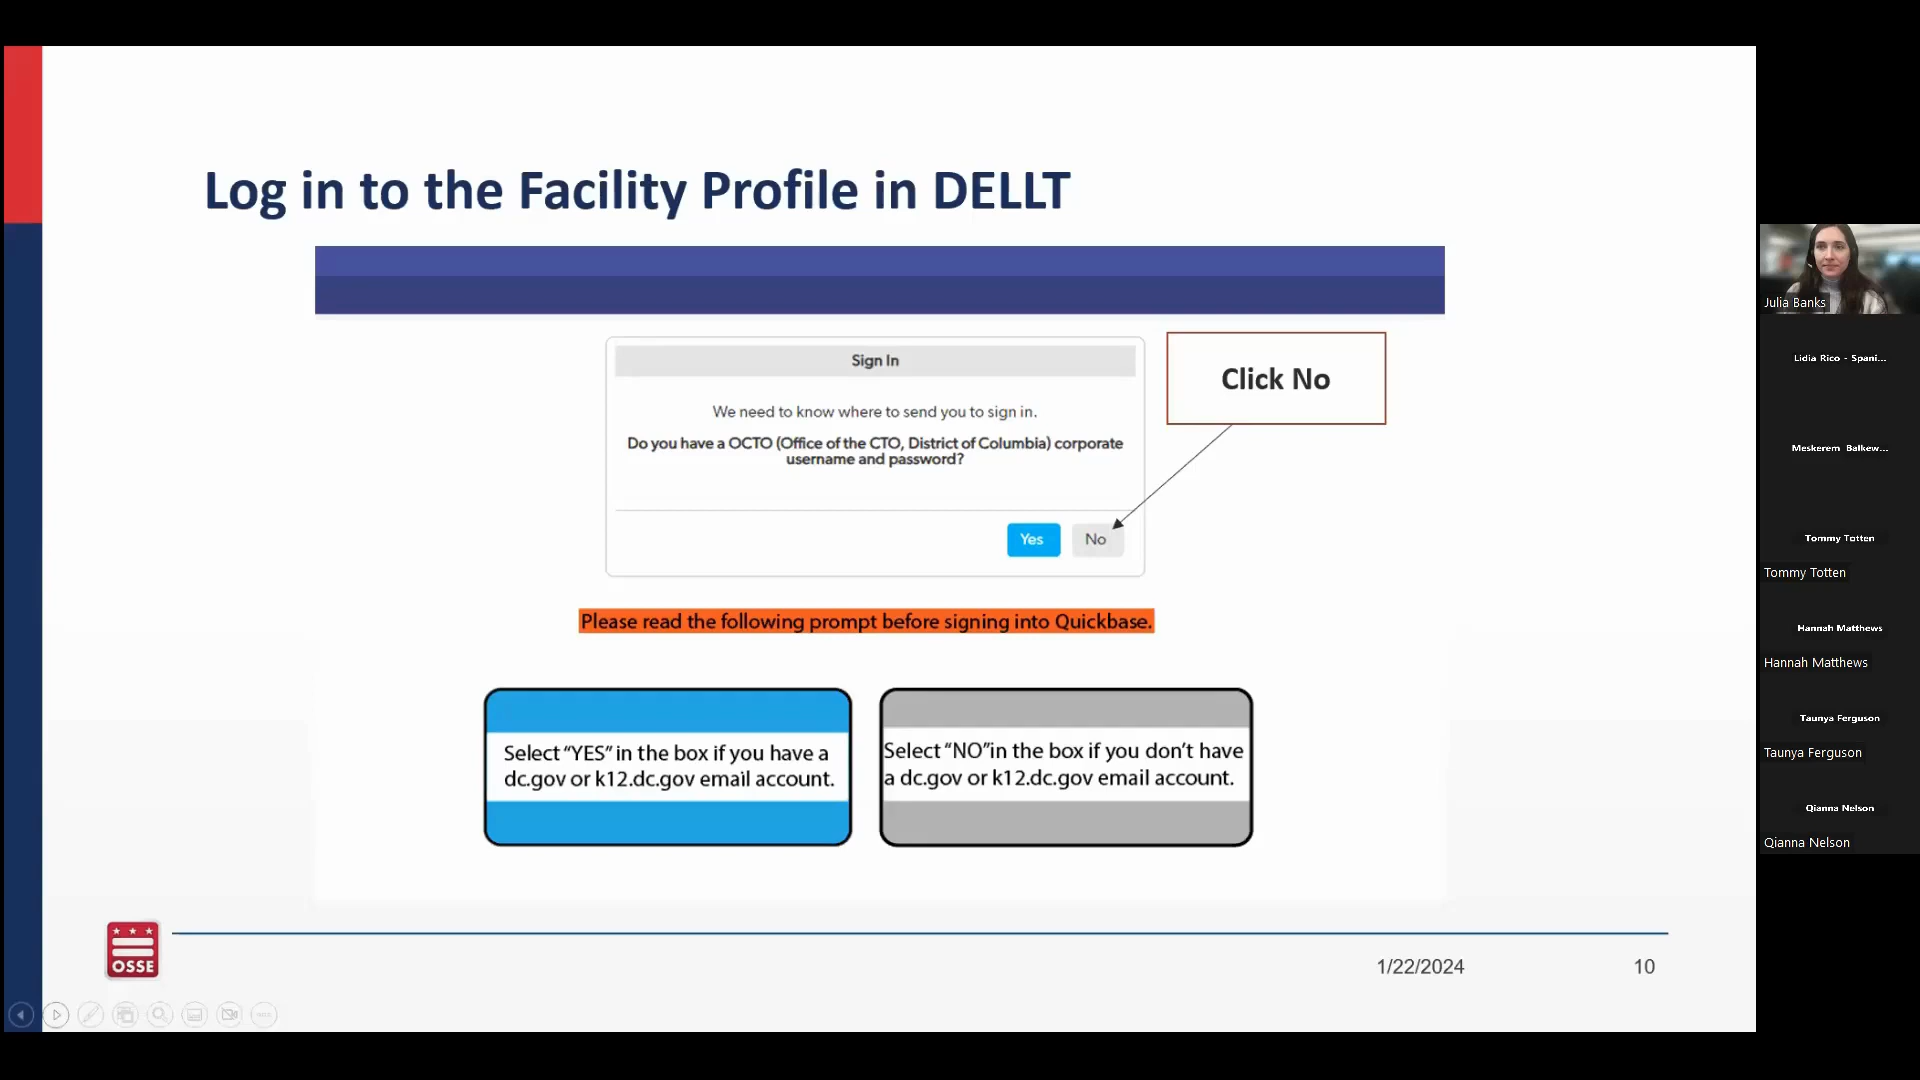 Log in to the Facility Profile in DELLT
Sign In
We need to know where to send you to sign in.
Do you have a OCTO (Office of the CTO, District of Columbia) corporate
username and password?
Yes
No
Click No
Please read the following prompt before signing into Quickbase.
Select “YES” in the box if you have a
dc.gov or k12.dc.gov email account.
Select “NO”in the box if you don’t have
a dc.gov or k12.dc.gov email account.
OSSE
1/22/2024
10
Julia Banks
Lidia Rico - Spani...
Meskerem Balkew...
Tommy Totten
Tommy Totten
Hannah Matthews
Hannah Matthews
Taunya Ferguson
Taunya Ferguson
Qianna Nelson
Qianna Nelson